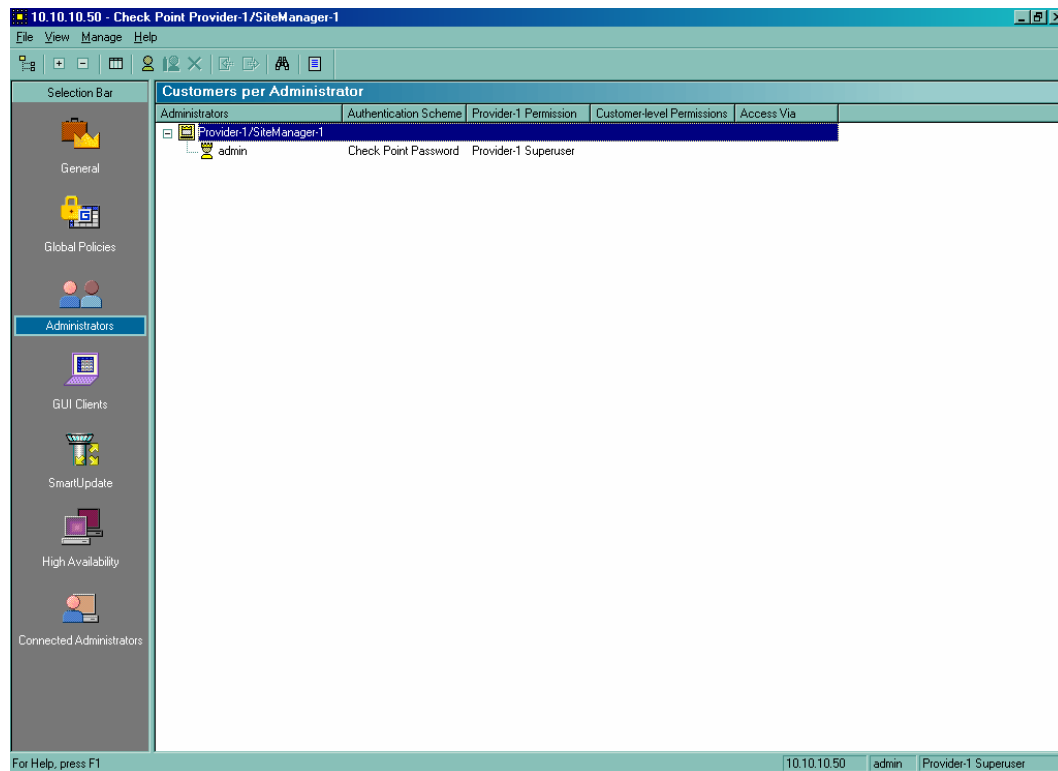 10.10.10.50 - Check Point Provider-1/SiteManager-1
File View Manage Help
Selection Bar
Customers per Administrator
Administrators Authentication Scheme Provider-1 Permission Customer-level Permissions Access Via
Provider-1/SiteManager-1
admin Check Point Password Provider-1 Superuser
General
G
Global Policies
Administrators
GUI Clients
SmartUpdate
High Availability
Connected Administrators
For Help, press F1 10.10.10.50 admin Provider-1 Superuser